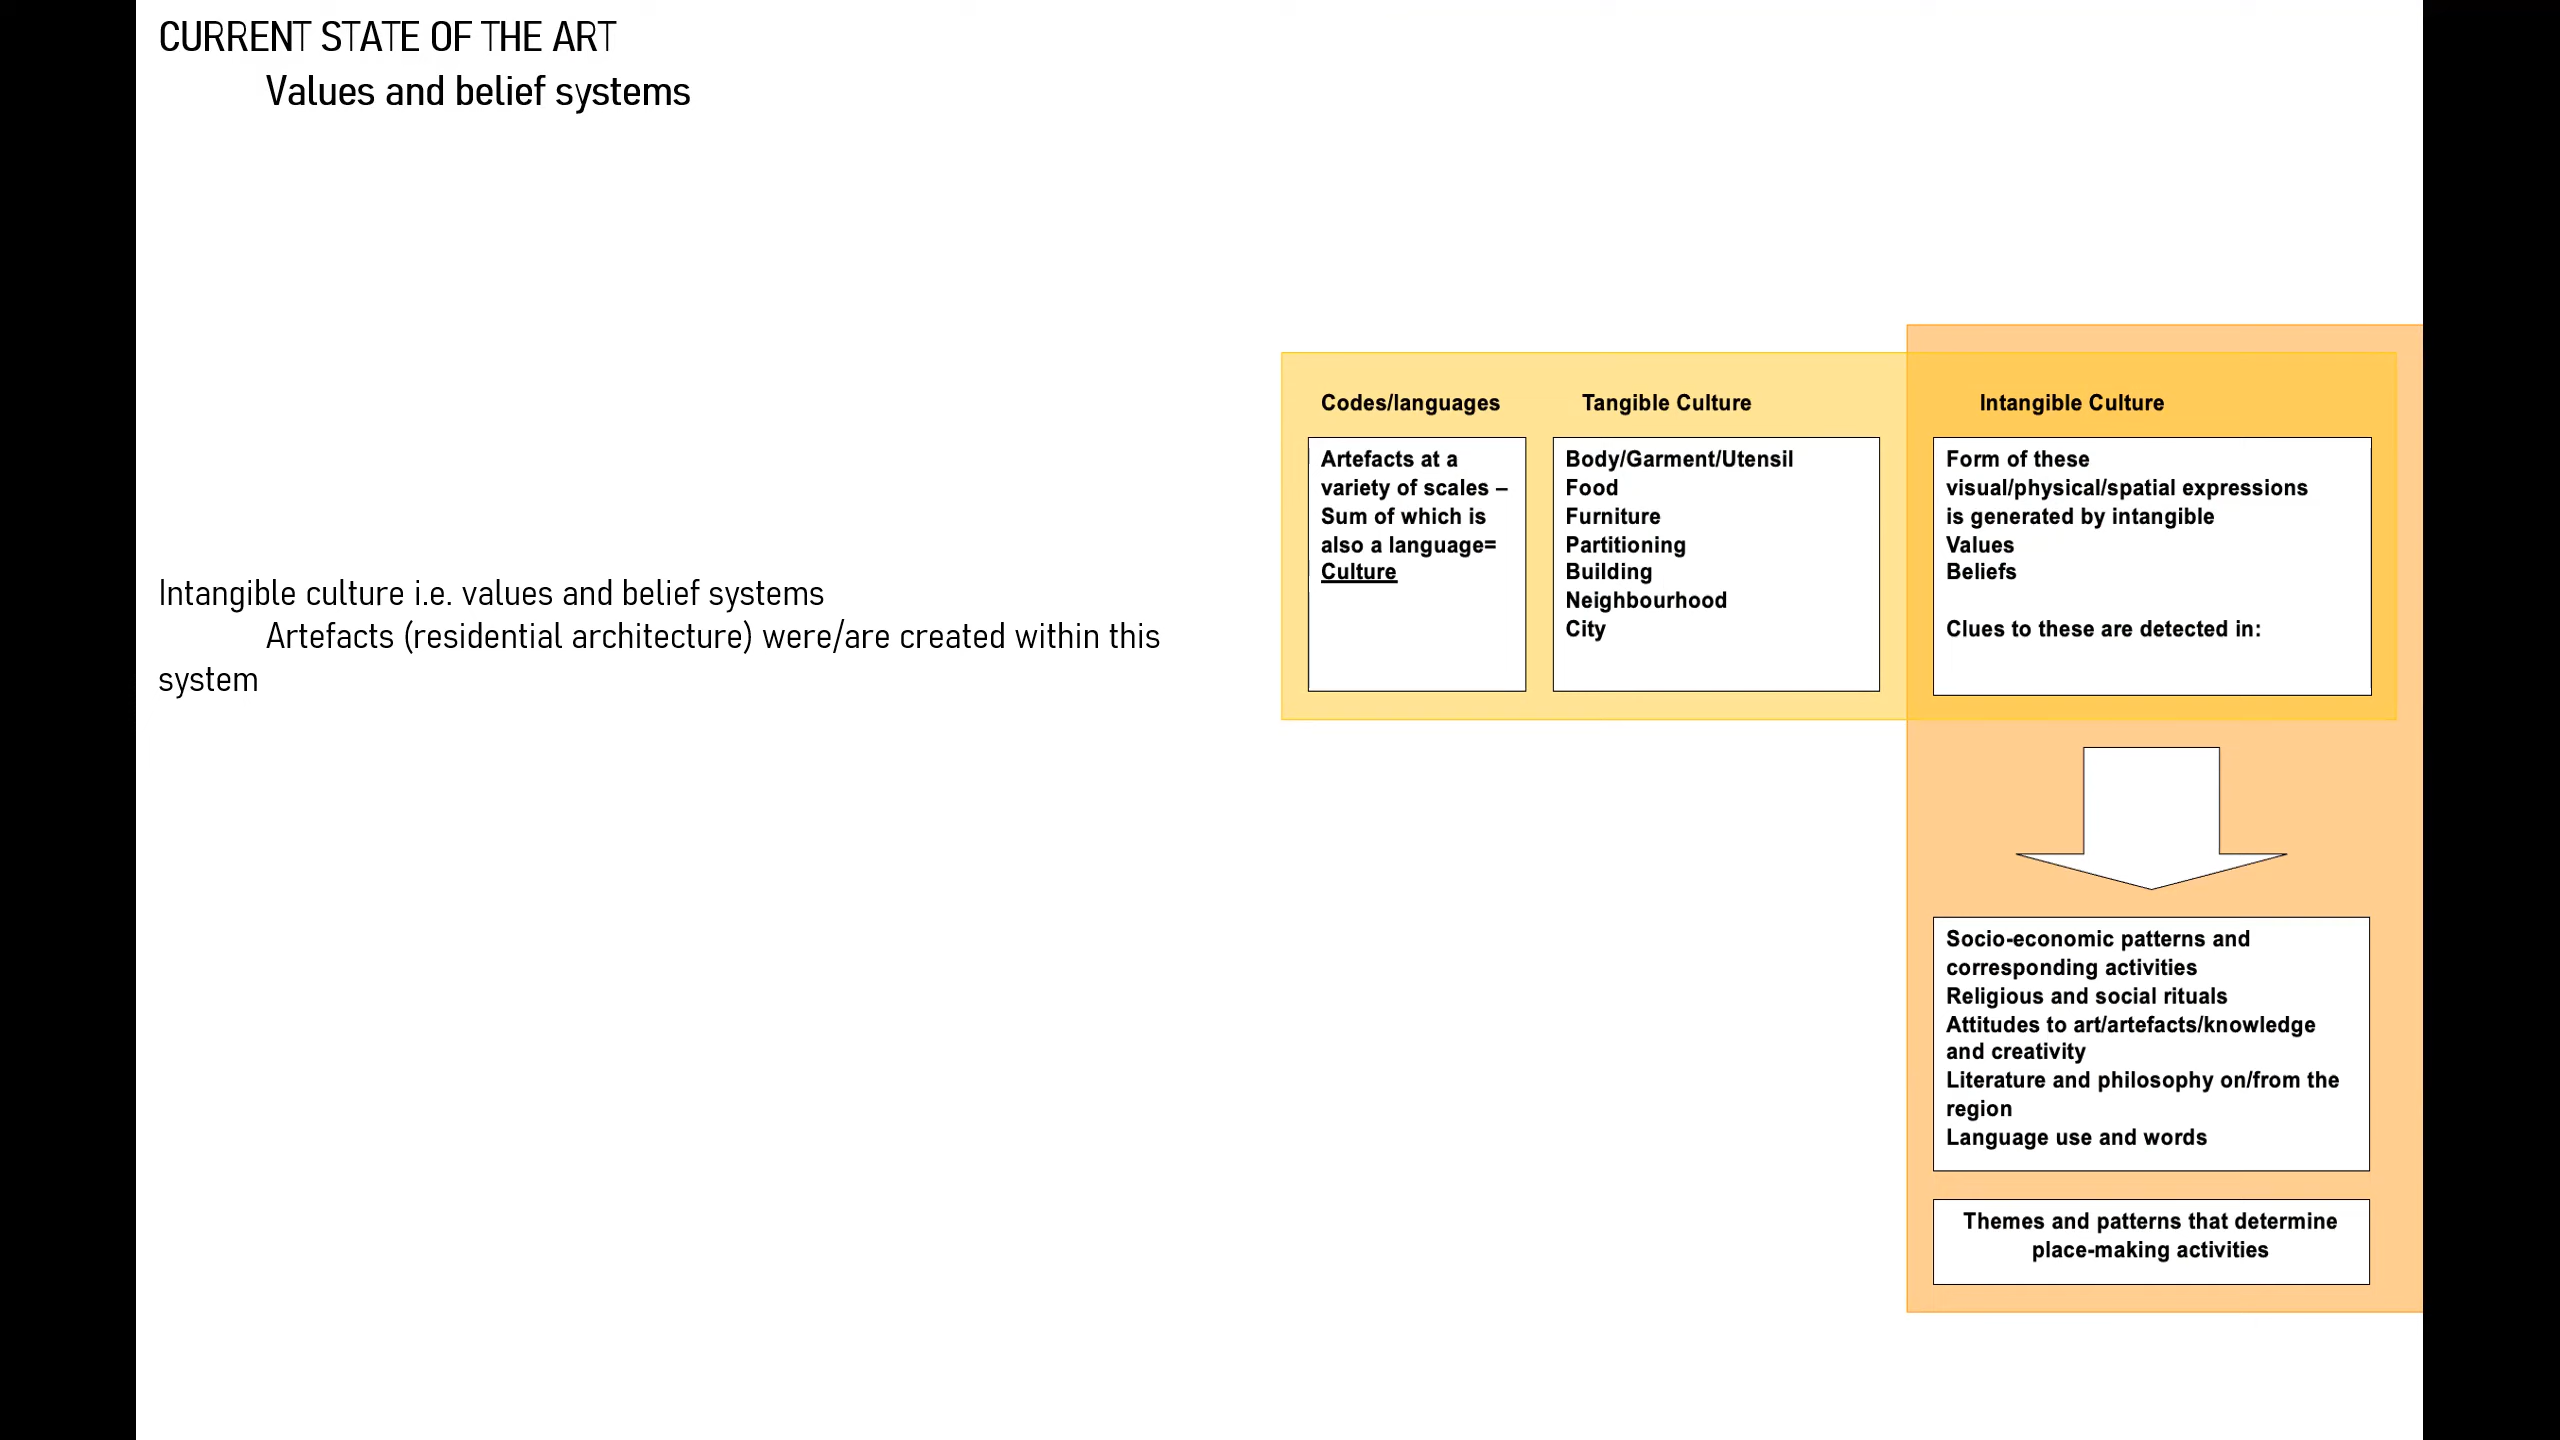 CURRENT STATE OF THE ART
Values and belief systems
Intangible culture i.e. values and belief systems
Artefacts (residential architecture) were/are created within this
system
Codes/languages
Artefacts at a
variety of scales –
Sum of which is
also a language=
Culture
Tangible Culture
Body/Garment/Utensil
Food
Furniture
Partitioning
Building
Neighbourhood
City
Intangible Culture
Form of these
visual/physical/spatial expressions
is generated by intangible
Values
Beliefs
Clues to these are detected in:
Socio-economic patterns and
corresponding activities
Religious and social rituals
Attitudes to art/artefacts/knowledge
and creativity
Literature and philosophy on/from the
region
Language use and words
Themes and patterns that determine
place-making activities